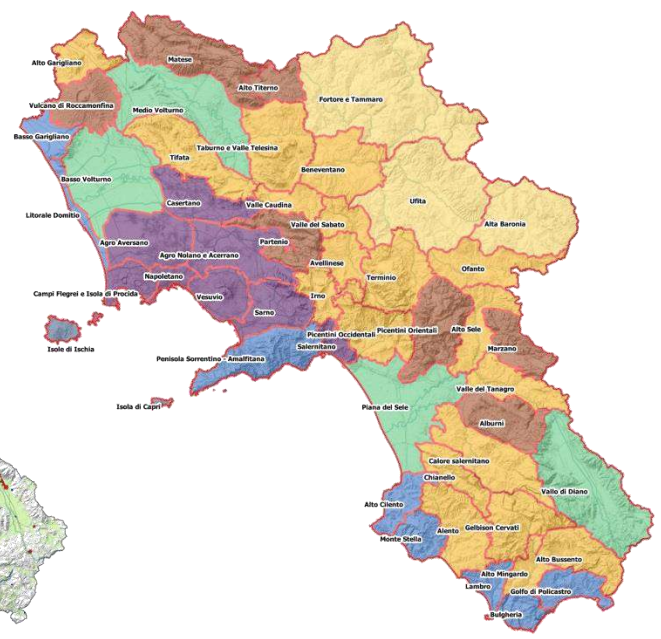 Matese
Alto Garigliano
Alto Titerno
Fortore e Tammaro
Vulcano di Roccamonfina
Medio Volturno
Basso Garigliano
Taburno e Valle Telesina
Tifata
Beneventano
Basso Volturno
Casertano
Valle Caudina
Ufita
Litorale Domitio
Valle del Sabato
Alta Baronia
Agro Aversano
Partenio
Agro Nolano e Acerrano
Avellinese
Ofanto
Napoletano
Terminio
Campi Flegrei e Isola di Procida
Vesuvio
Irno
Sarno
Picentini Occidentali
Picentini Orientali
Alto Sele
Isole di Ischia
Salernitano
Marzano
Penisola Sorrentino - Amalfitana
Valle del Tanagro
Isola di Capri
Piana del Sele
Alburni
Calore salernitano
Chianello
Vallo di Diano
Alto Cilento
Alento
Gelbison Cervati
Monte Stella
Alto Bussento
Alto Mingardo
Lambro
Golfo di Policastro
Bulgheria